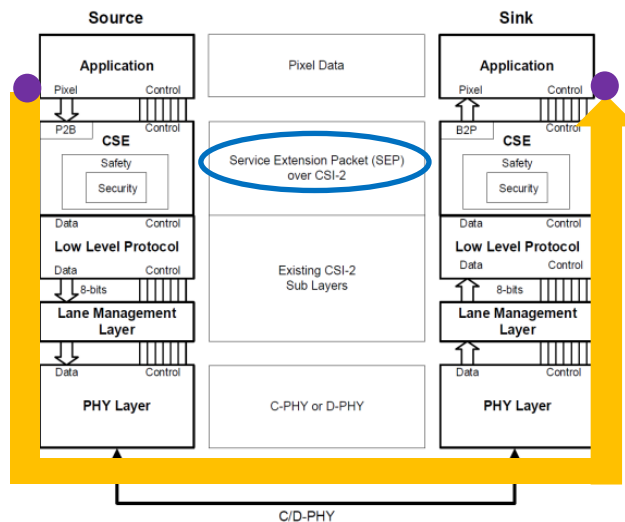 Source
Sink
Application
Pixel
Control
Pixel Data
Application
Pixel
Control
P2B
Control
CSE
Safety
Security
Service Extension Packet (SEP)
over CSI-2
B2P
Control
CSE
Safety
Security
Data
Control
Low Level Protocol
Data
Control
8-bits
Existing CSI-2
Sub Layers
Data
Control
Low Level Protocol
Data
Control
8-bits
Lane Management
Layer
Lane Management
Layer
Data
Control
PHY Layer
C-PHY or D-PHY
Data
Control
PHY Layer
C/D-PHY